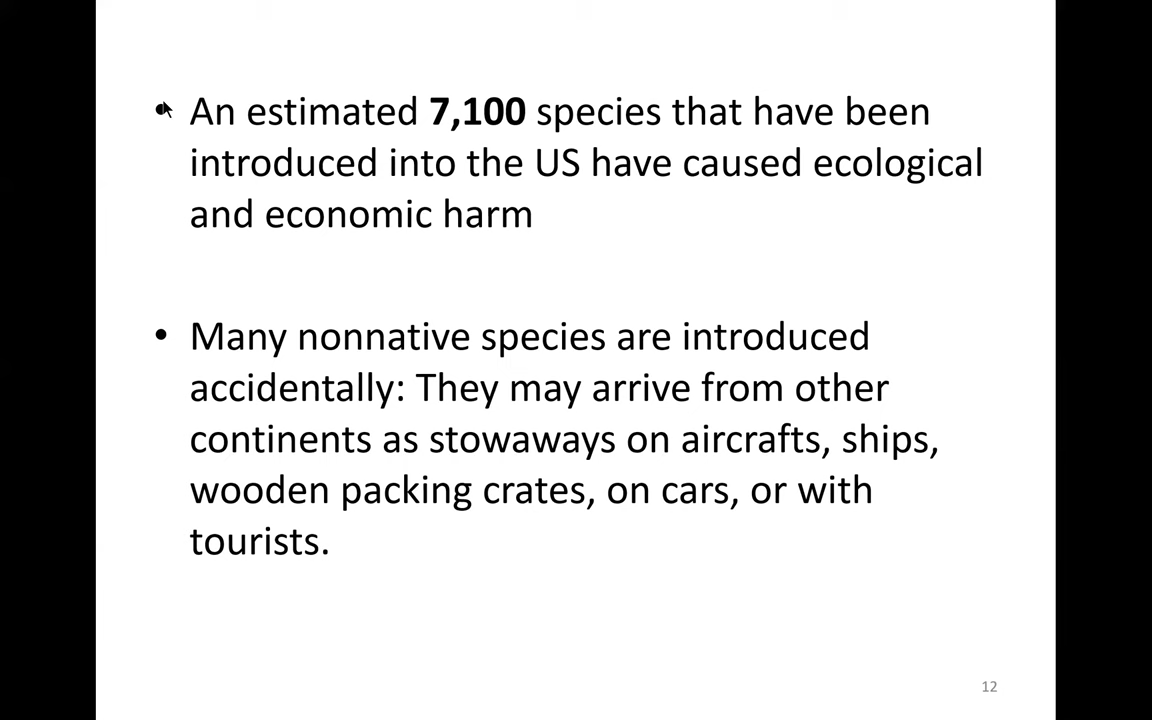 • An estimated 7,100 species that have been
introduced into the US have caused ecological
and economic harm
• Many nonnative species are introduced
accidentally: They may arrive from other
continents as stowaways on aircrafts, ships,
wooden packing crates, on cars, or with
tourists.
12